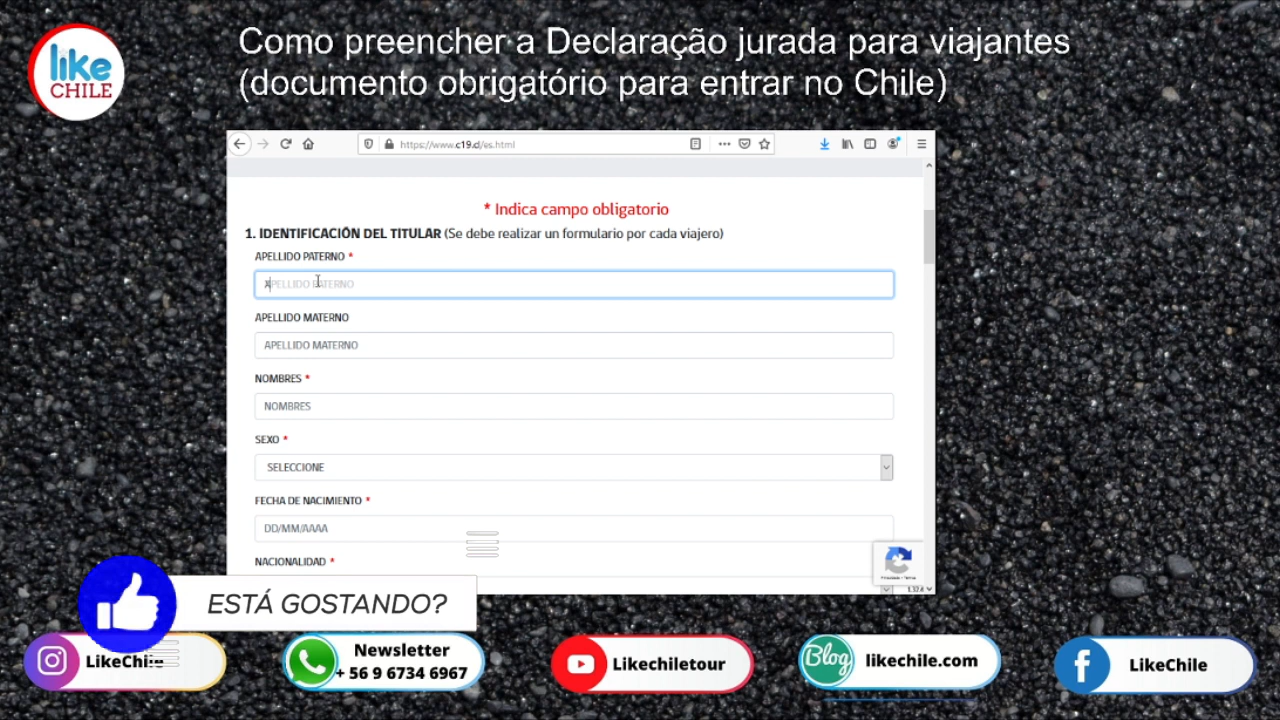 like
CHILE
Como preencher a Declaração jurada para viajantes
(documento obrigatório para entrar no Chile)
https://www.c19.cl/es.html
* Indica campo obligatorio
1. IDENTIFICACIÓN DEL TITULAR (Se debe realizar un formulario por cada viajero)
APELLIDO PATERNO *
APELLIDO PATERNO
APELLIDO MATERNO
APELLIDO MATERNO
NOMBRES *
NOMBRES
SEXO *
SELECCIONE
FECHA DE NACIMIENTO *
DD/MM/AAAA
NACIONALIDAD *
ESTÁ GOSTANDO?
LikeChile
Newsletter
+ 56 9 6734 6967
Likechiletour
Blog
likechile.com
LikeChile